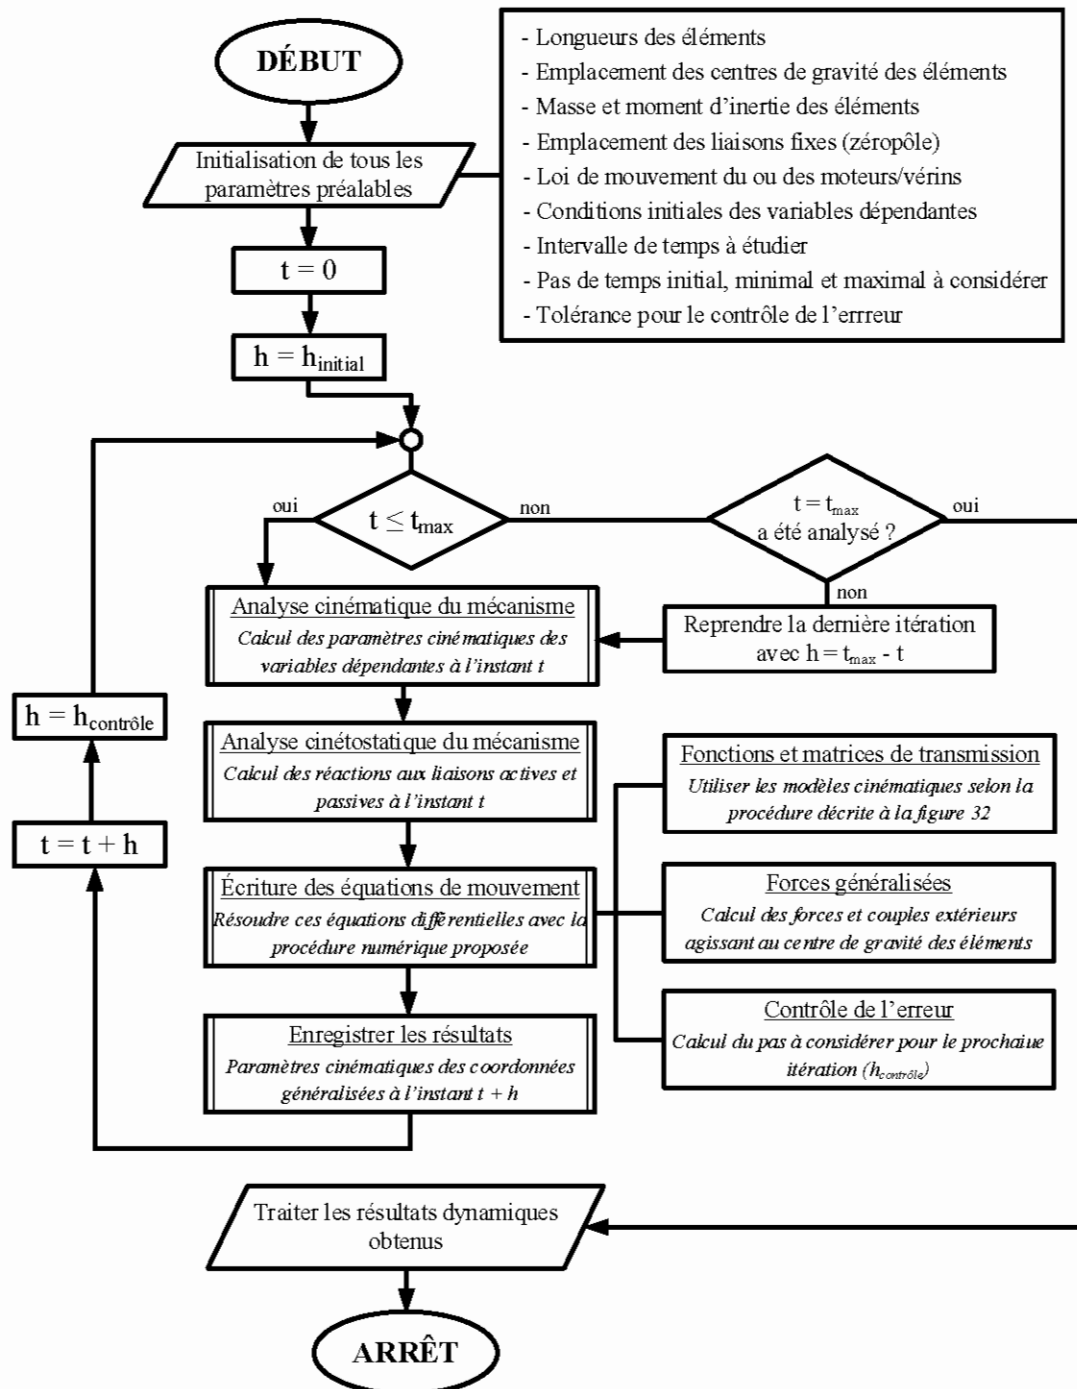 DÉBUT
Initialisation de tous les
paramètres préalables
- Longueurs des éléments
- Emplacement des centres de gravité des éléments
- Masse et moment d'inertie des éléments
- Emplacement des liaisons fixes (zéropôle)
- Loi de mouvement du ou des moteurs/vérins
- Conditions initiales des variables dépendantes
- Intervalle de temps à étudier
- Pas de temps initial, minimal et maximal à considérer
- Tolérance pour le contrôle de l'errreur
t = 0
h = hinitial
oui
t ≤ tmax
non
t = tmax
a été analysé ?
oui
non
Reprendre la dernière itération
avec h = tmax - t
Analyse cinématique du mécanisme
Calcul des paramètres cinématiques des
variables dépendantes à l'instant t
h = hcontrôle
Analyse cinétostatique du mécanisme
Calcul des réactions aux liaisons actives et
passives à l'instant t
t = t + h
Écriture des équations de mouvement
Résoudre ces équations différentielles avec la
procédure numérique proposée
Fonctions et matrices de transmission
Utiliser les modèles cinématiques selon la
procédure décrite à la figure 32
Forces généralisées
Calcul des forces et couples extérieurs
agissant au centre de gravité des éléments
Contrôle de l'erreur
Calcul du pas à considérer pour le prochaiue
itération (hcontrôle)
Enregistrer les résultats
Paramètres cinématiques des coordonnées
généralisées à l'instant t + h
Traiter les résultats dynamiques
obtenus
ARRÊT